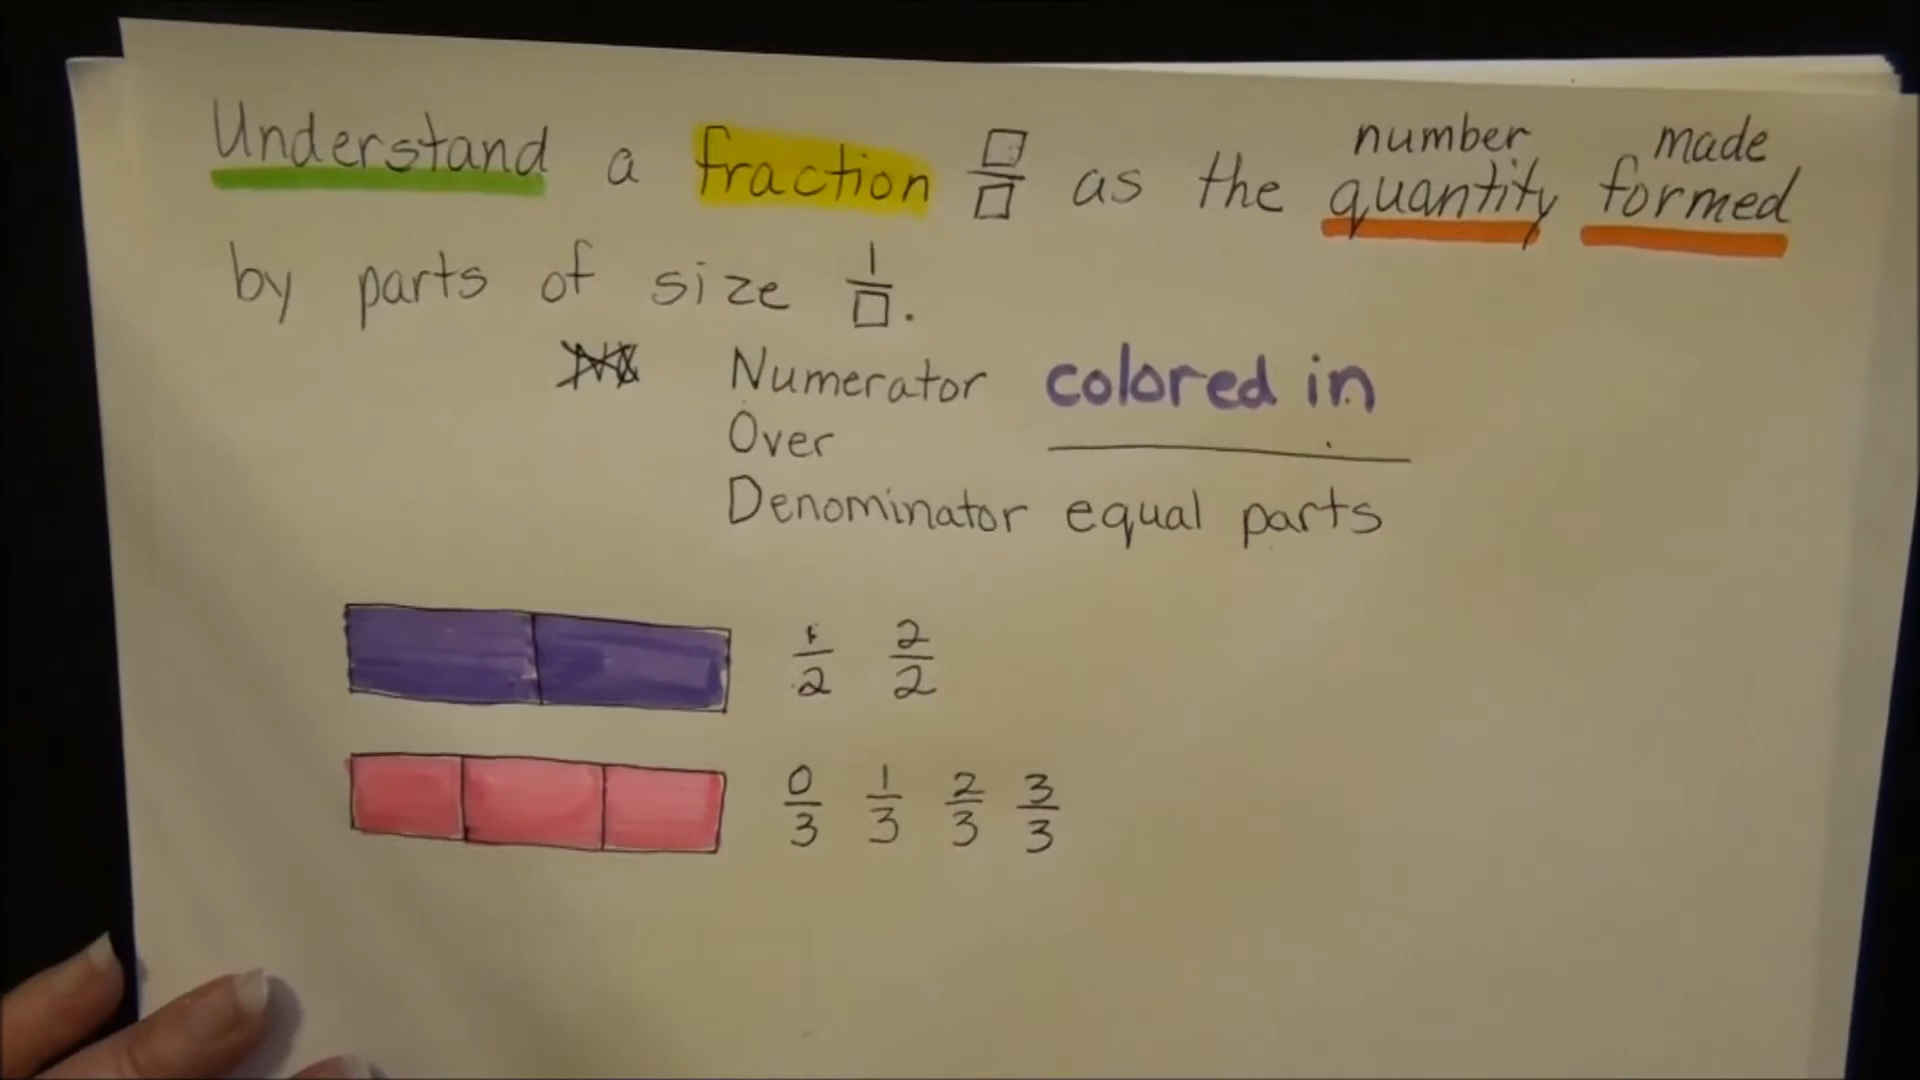 number made
Understand a fraction □/□ as the quantity formed
by parts of size 1/□.
Numerator colored in
Over
Denominator equal parts
1/2 2/2
0/3 1/3 2/3 3/3